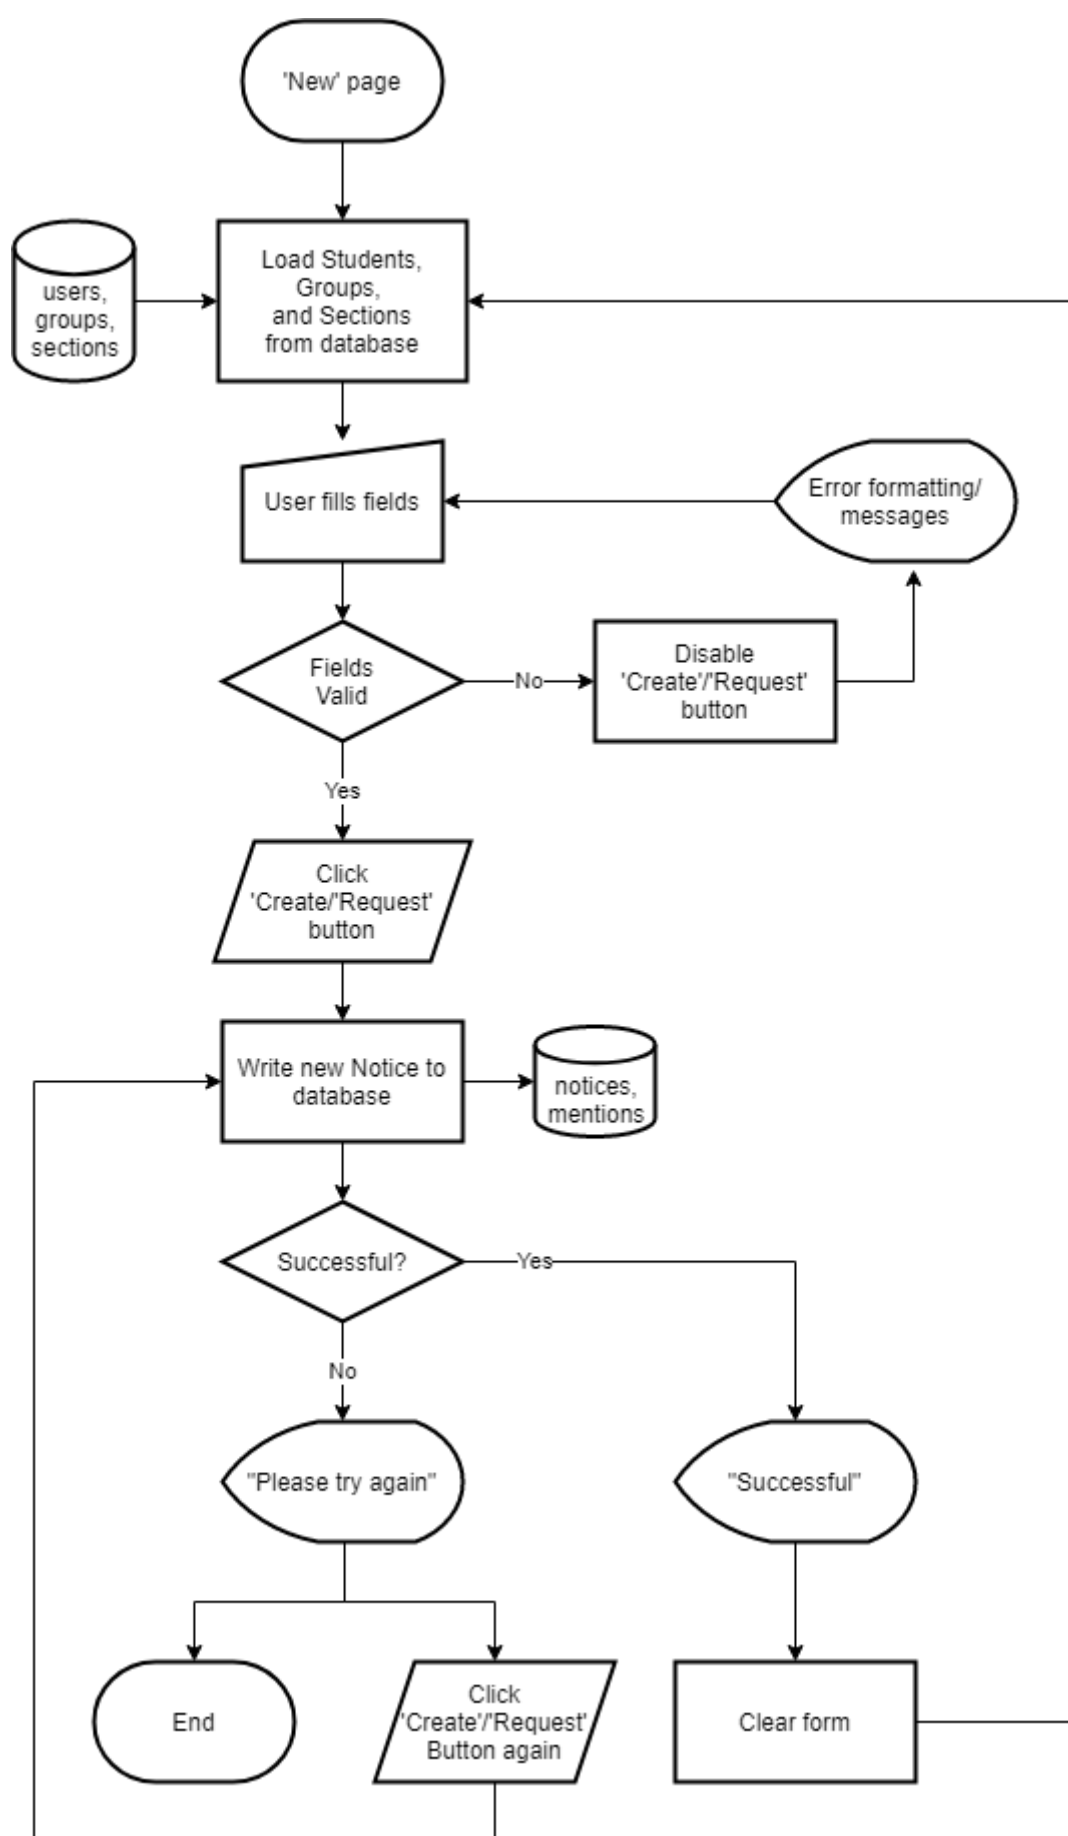 'New' page
Load Students,
Groups,
and Sections
from database
users,
groups,
sections
User fills fields
Error formatting/
messages
Fields
Valid
No
Disable
'Create'/'Request'
button
Yes
Click
'Create/'Request'
button
Write new Notice to
database
notices,
mentions
Successful?
Yes
No
"Please try again"
"Successful"
End
Click
'Create'/'Request'
Button again
Clear form